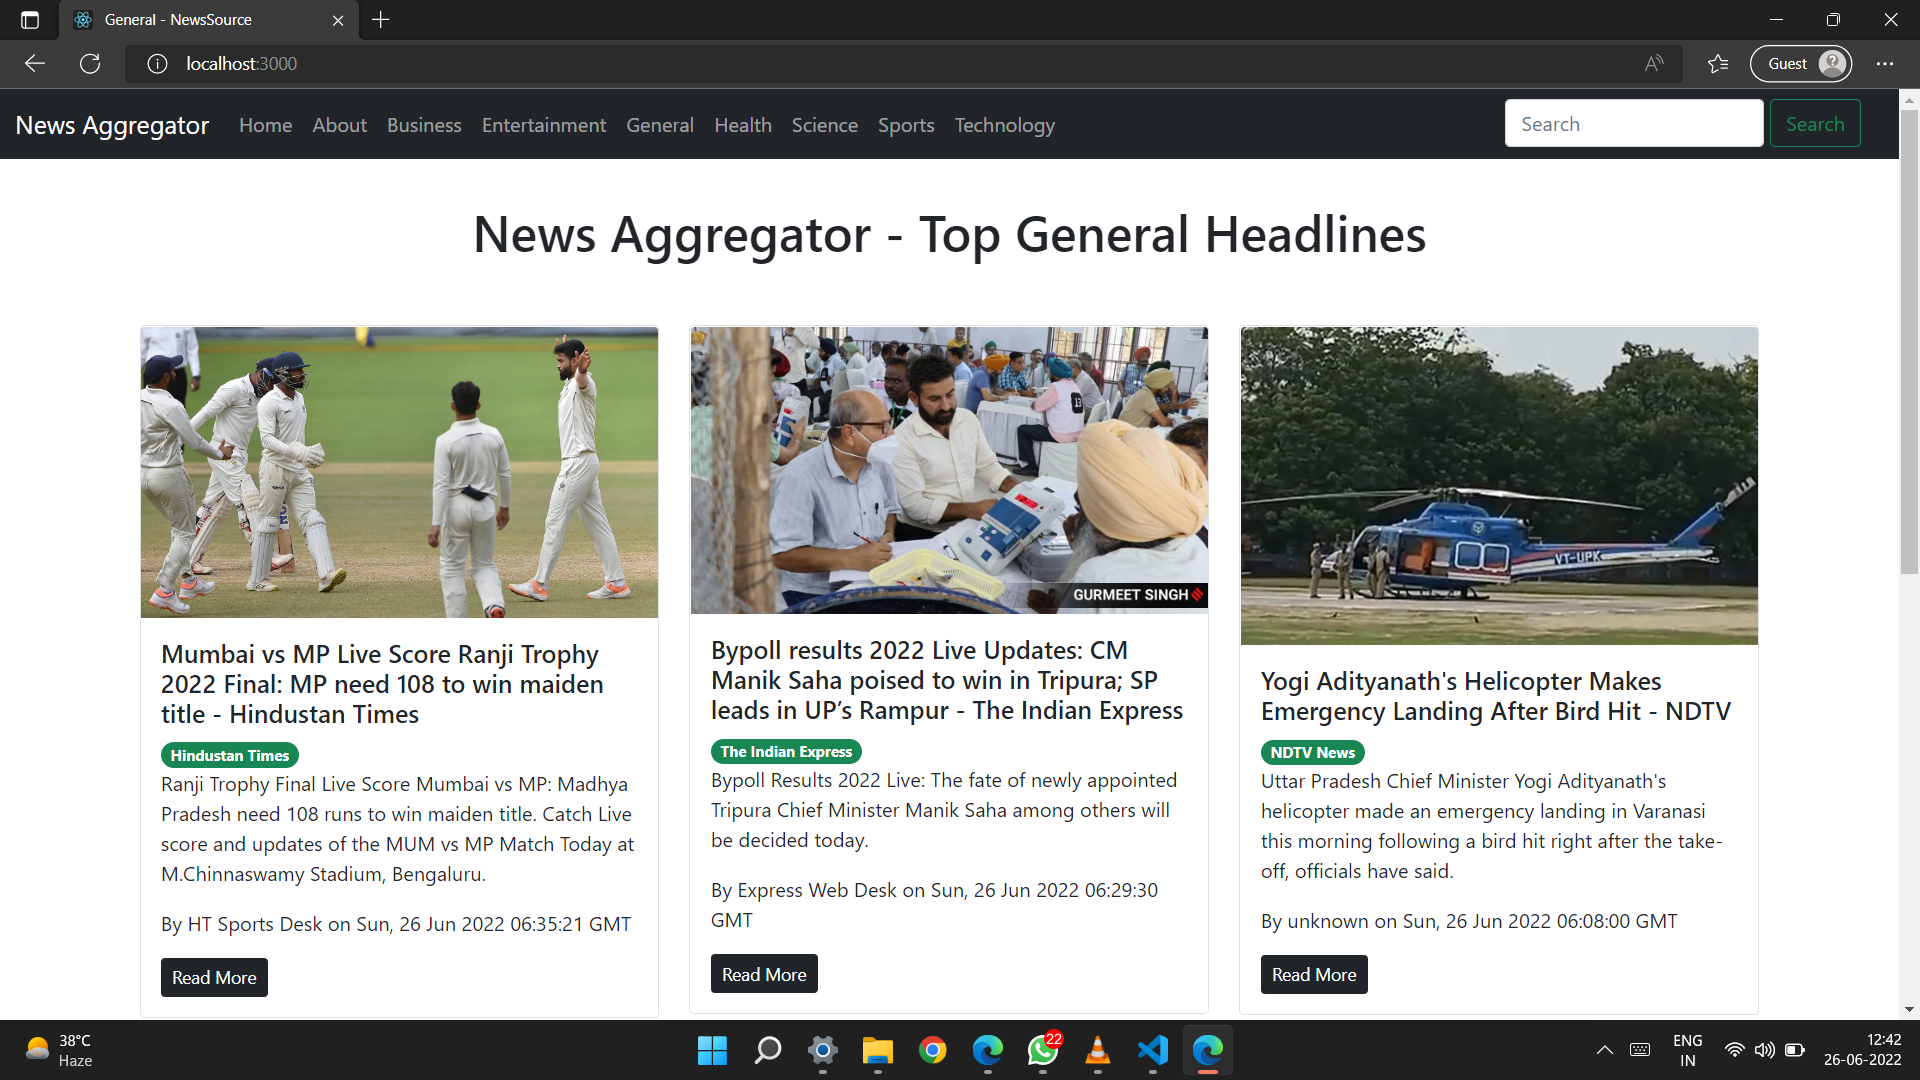 General - NewsSource
localhost:3000
Guest
News Aggregator Home About Business Entertainment General Health Science Sports Technology Search Search
News Aggregator - Top General Headlines
13
GURMEET SINGH
VT-UPK
Mumbai vs MP Live Score Ranji Trophy
2022 Final: MP need 108 to win maiden
title - Hindustan Times
Hindustan Times
Ranji Trophy Final Live Score Mumbai vs MP: Madhya
Pradesh need 108 runs to win maiden title. Catch Live
score and updates of the MUM vs MP Match Today at
M.Chinnaswamy Stadium, Bengaluru.
By HT Sports Desk on Sun, 26 Jun 2022 06:35:21 GMT
Read More
Bypoll results 2022 Live Updates: CM
Manik Saha poised to win in Tripura; SP
leads in UP’s Rampur - The Indian Express
The Indian Express
Bypoll Results 2022 Live: The fate of newly appointed
Tripura Chief Minister Manik Saha among others will
be decided today.
By Express Web Desk on Sun, 26 Jun 2022 06:29:30
GMT
Read More
Yogi Adityanath's Helicopter Makes
Emergency Landing After Bird Hit - NDTV
NDTV News
Uttar Pradesh Chief Minister Yogi Adityanath's
helicopter made an emergency landing in Varanasi
this morning following a bird hit right after the take-
off, officials have said.
By unknown on Sun, 26 Jun 2022 06:08:00 GMT
Read More
38°C
Haze
22
ENG
IN
12:42
26-06-2022